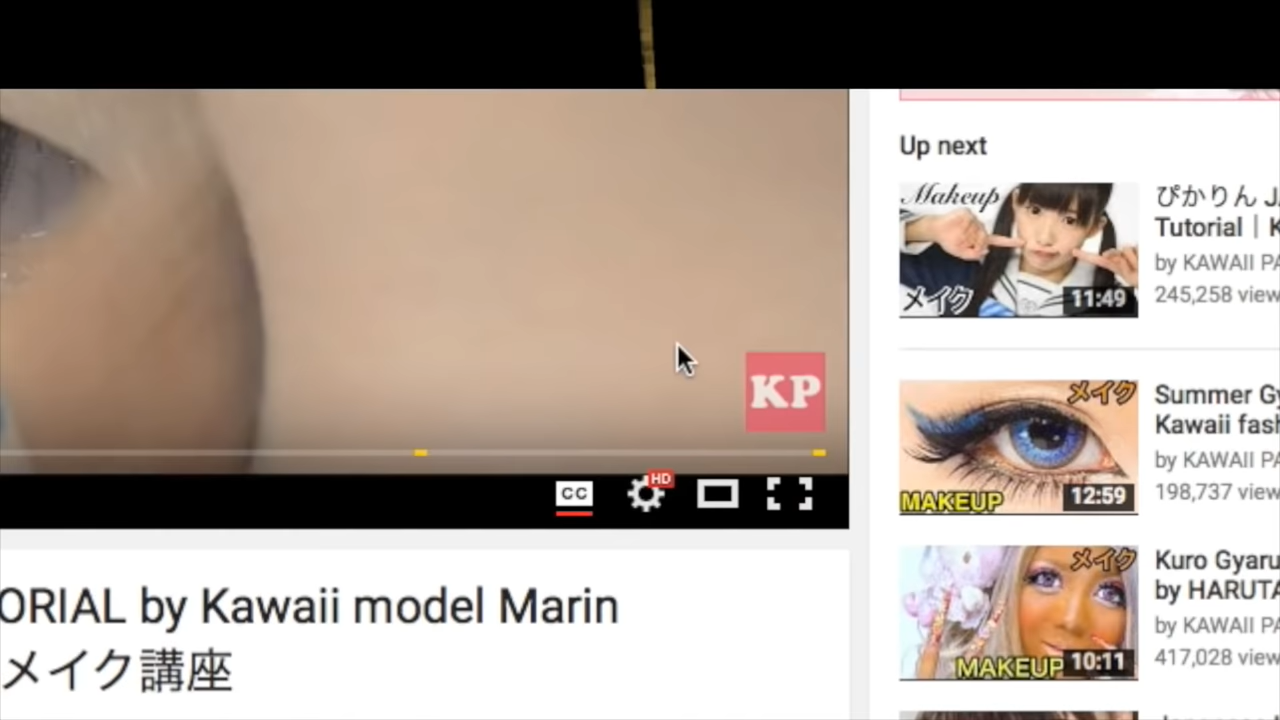 KP
CC
HD
ORIAL by Kawaii model Marin
メイク講座
Up next
Makeup
メイク
11:49
ぴかりん JA
Tutorial | K
by KAWAII PA
245,258 view
メイク
MAKEUP
12:59
Summer Gy
Kawaii fash
by KAWAII PA
198,737 view
メイク
MAKEUP
10:11
Kuro Gyaru
by HARUTA
by KAWAII PA
417,028 view